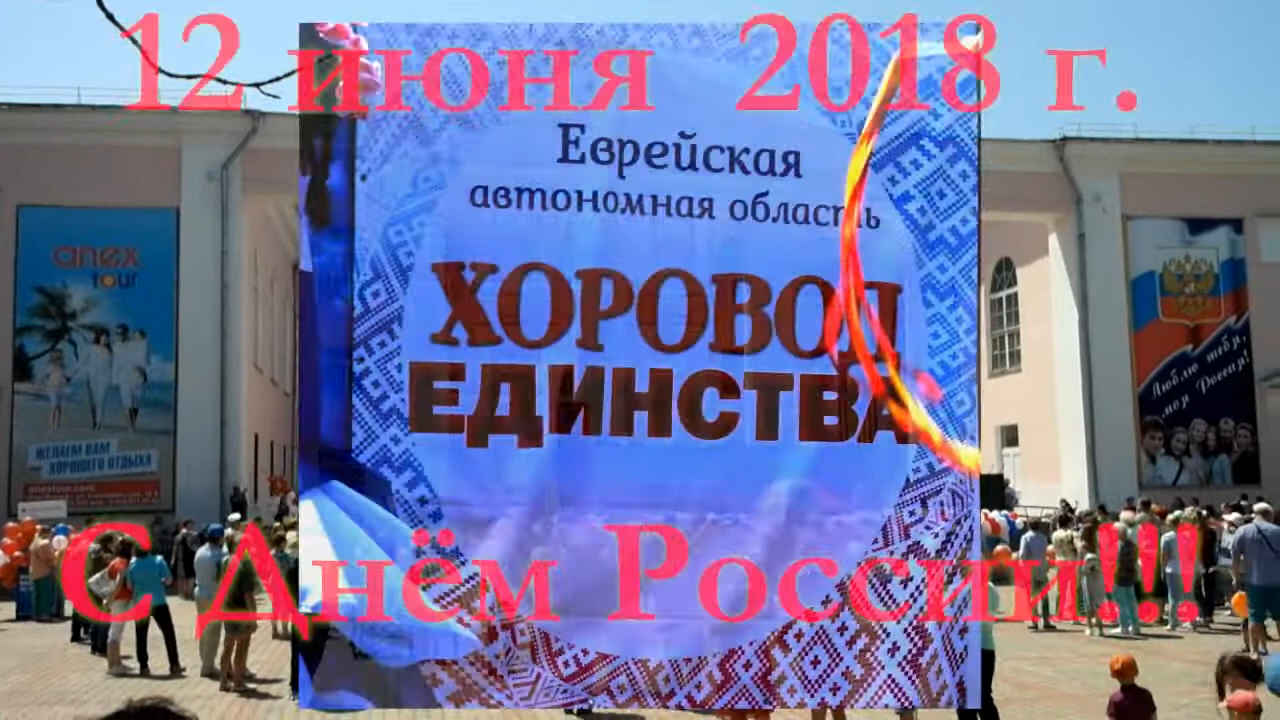 12 июня 2018 г.
Еврейская
автономная область
ХОРОВОД
ЕДИНСТВА
anex
tour
ЖЕЛАЕМ ВАМ
ХОРОШЕГО ОТДЫХА
Люблю тебя,
моя Россия!
С Днём России!!!